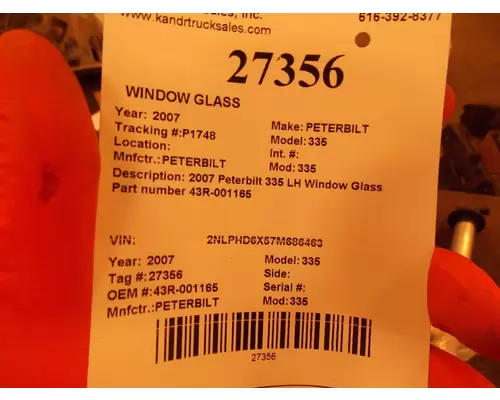 Sales, Inc.
www.kandrtrucksales.com
616-392-8377
27356
WINDOW GLASS
Year: 2007
Make: PETERBILT
Tracking #:P1748
Model: 335
Location:
Int. #:
Mnfctr.: PETERBILT
Mod: 335
Description: 2007 Peterbilt 335 LH Window Glass
Part number 43R-001165
VIN: 2NLPHD6X57M686463
Year: 2007
Model: 335
Tag #: 27356
Side:
OEM #: 43R-001165
Serial #:
Mnfctr.: PETERBILT
Mod: 335
27356